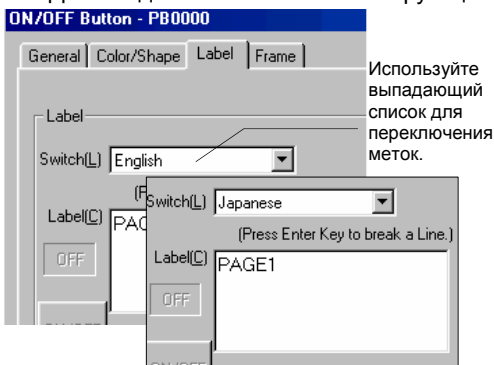 ON/OFF Button - PB0000
General Color/Shape Label Frame
Используйте
выпадающий
список для
переключения
меток.
Label
Switch(L) English
Label(C)
OFF
Switch(L) Japanese
(Press Enter Key to break a Line.)
Label(C) PAGE1
OFF